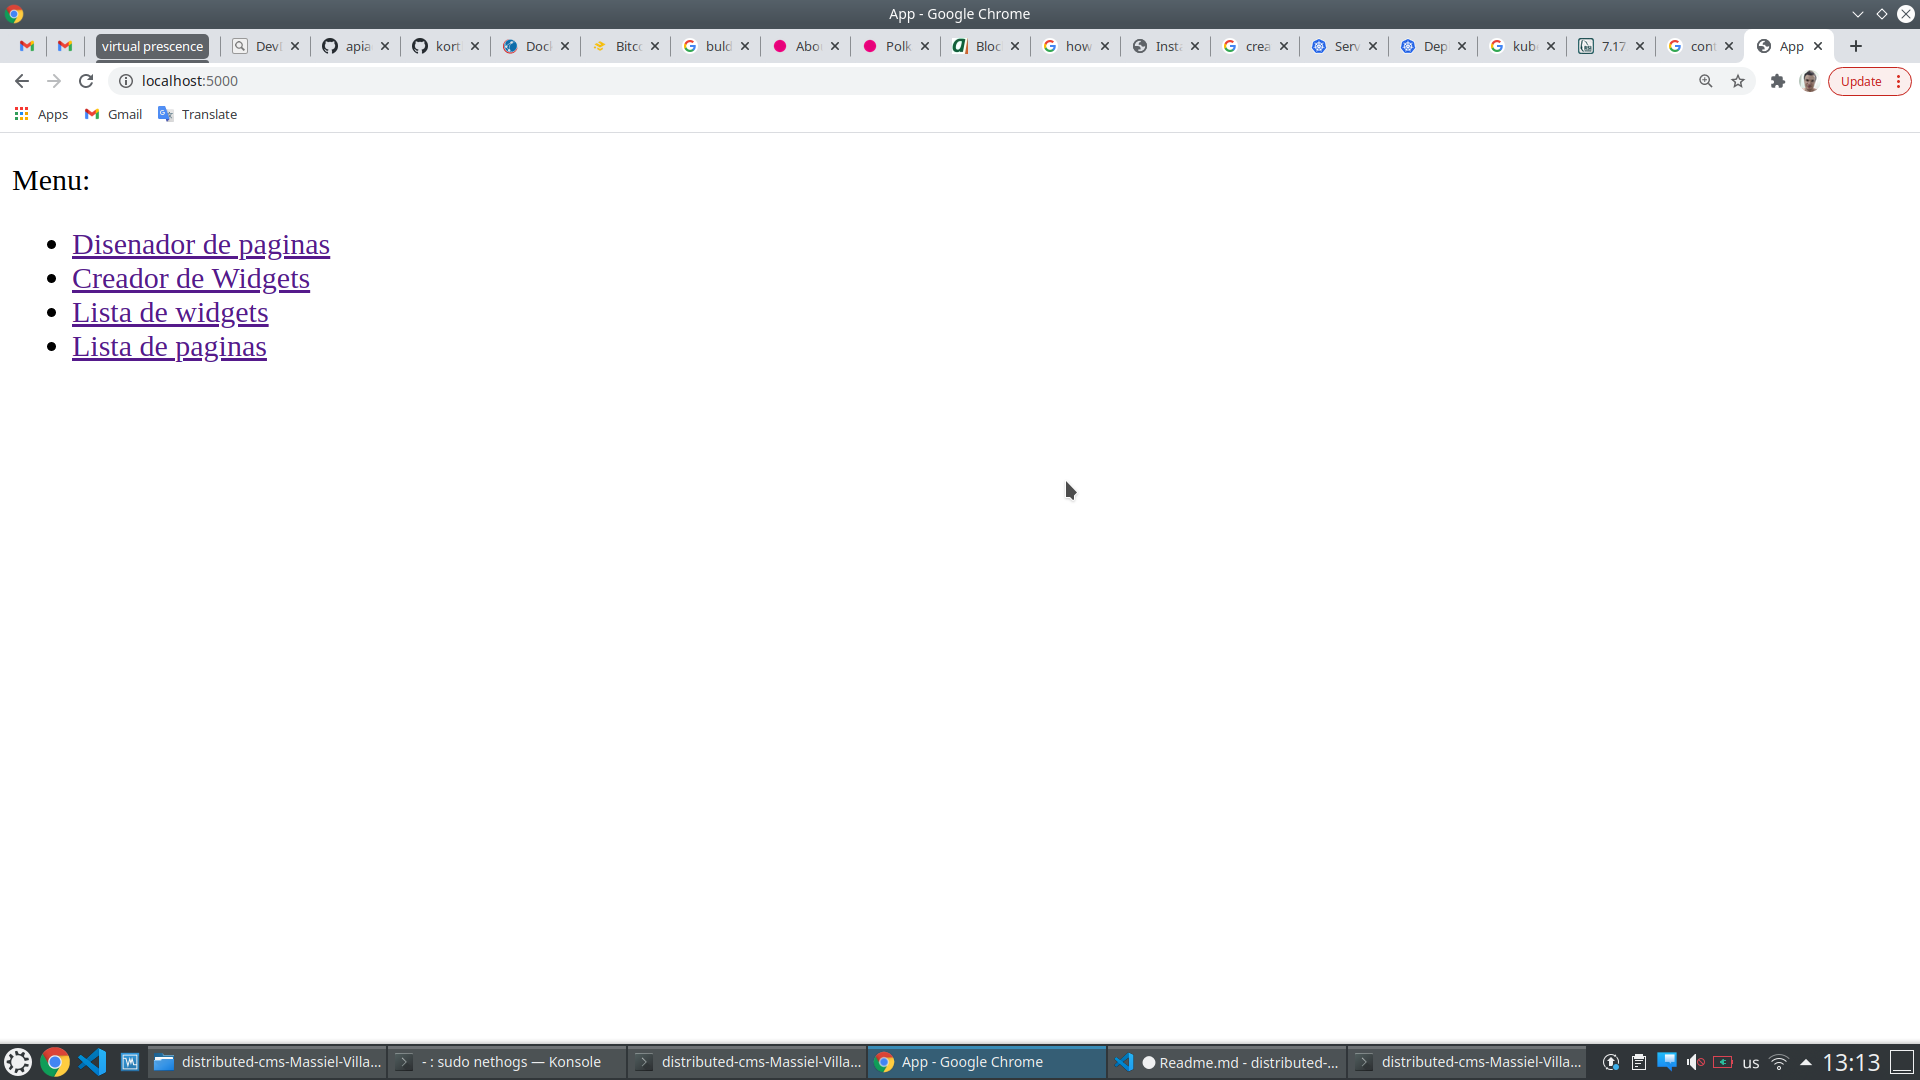 App - Google Chrome
virtual prescence
Dev
apia
kort
Doc
Bitc
build
Abo
Polk
Bloc
how
Inst
crea
Serv
Dep
kub
7.17
cont
App
localhost:5000
Update
Apps
Gmail
Translate
Menu:
Disenador de paginas
Creador de Widgets
Lista de widgets
Lista de paginas
distributed-cms-Massiel-Villa...
- : sudo nethogs — Konsole
distributed-cms-Massiel-Villa...
App - Google Chrome
Readme.md - distributed-...
distributed-cms-Massiel-Villa...
us
13:13